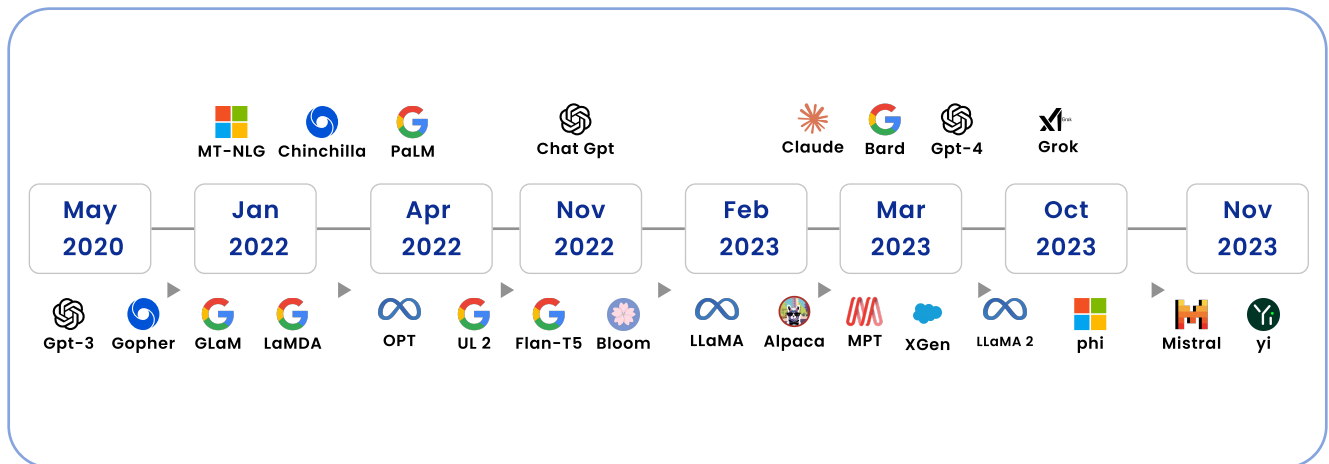 MT-NLG Chinchilla PaLM
Chat Gpt
Claude Bard Gpt-4
Grok
May
2020
Jan
2022
Apr
2022
Nov
2022
Feb
2023
Mar
2023
Oct
2023
Nov
2023
Gpt-3 Gopher GLaM LaMDA
OPT UL 2 Flan-T5 Bloom
LLaMA Alpaca MPT XGen
LLaMA 2 phi
Mistral yi